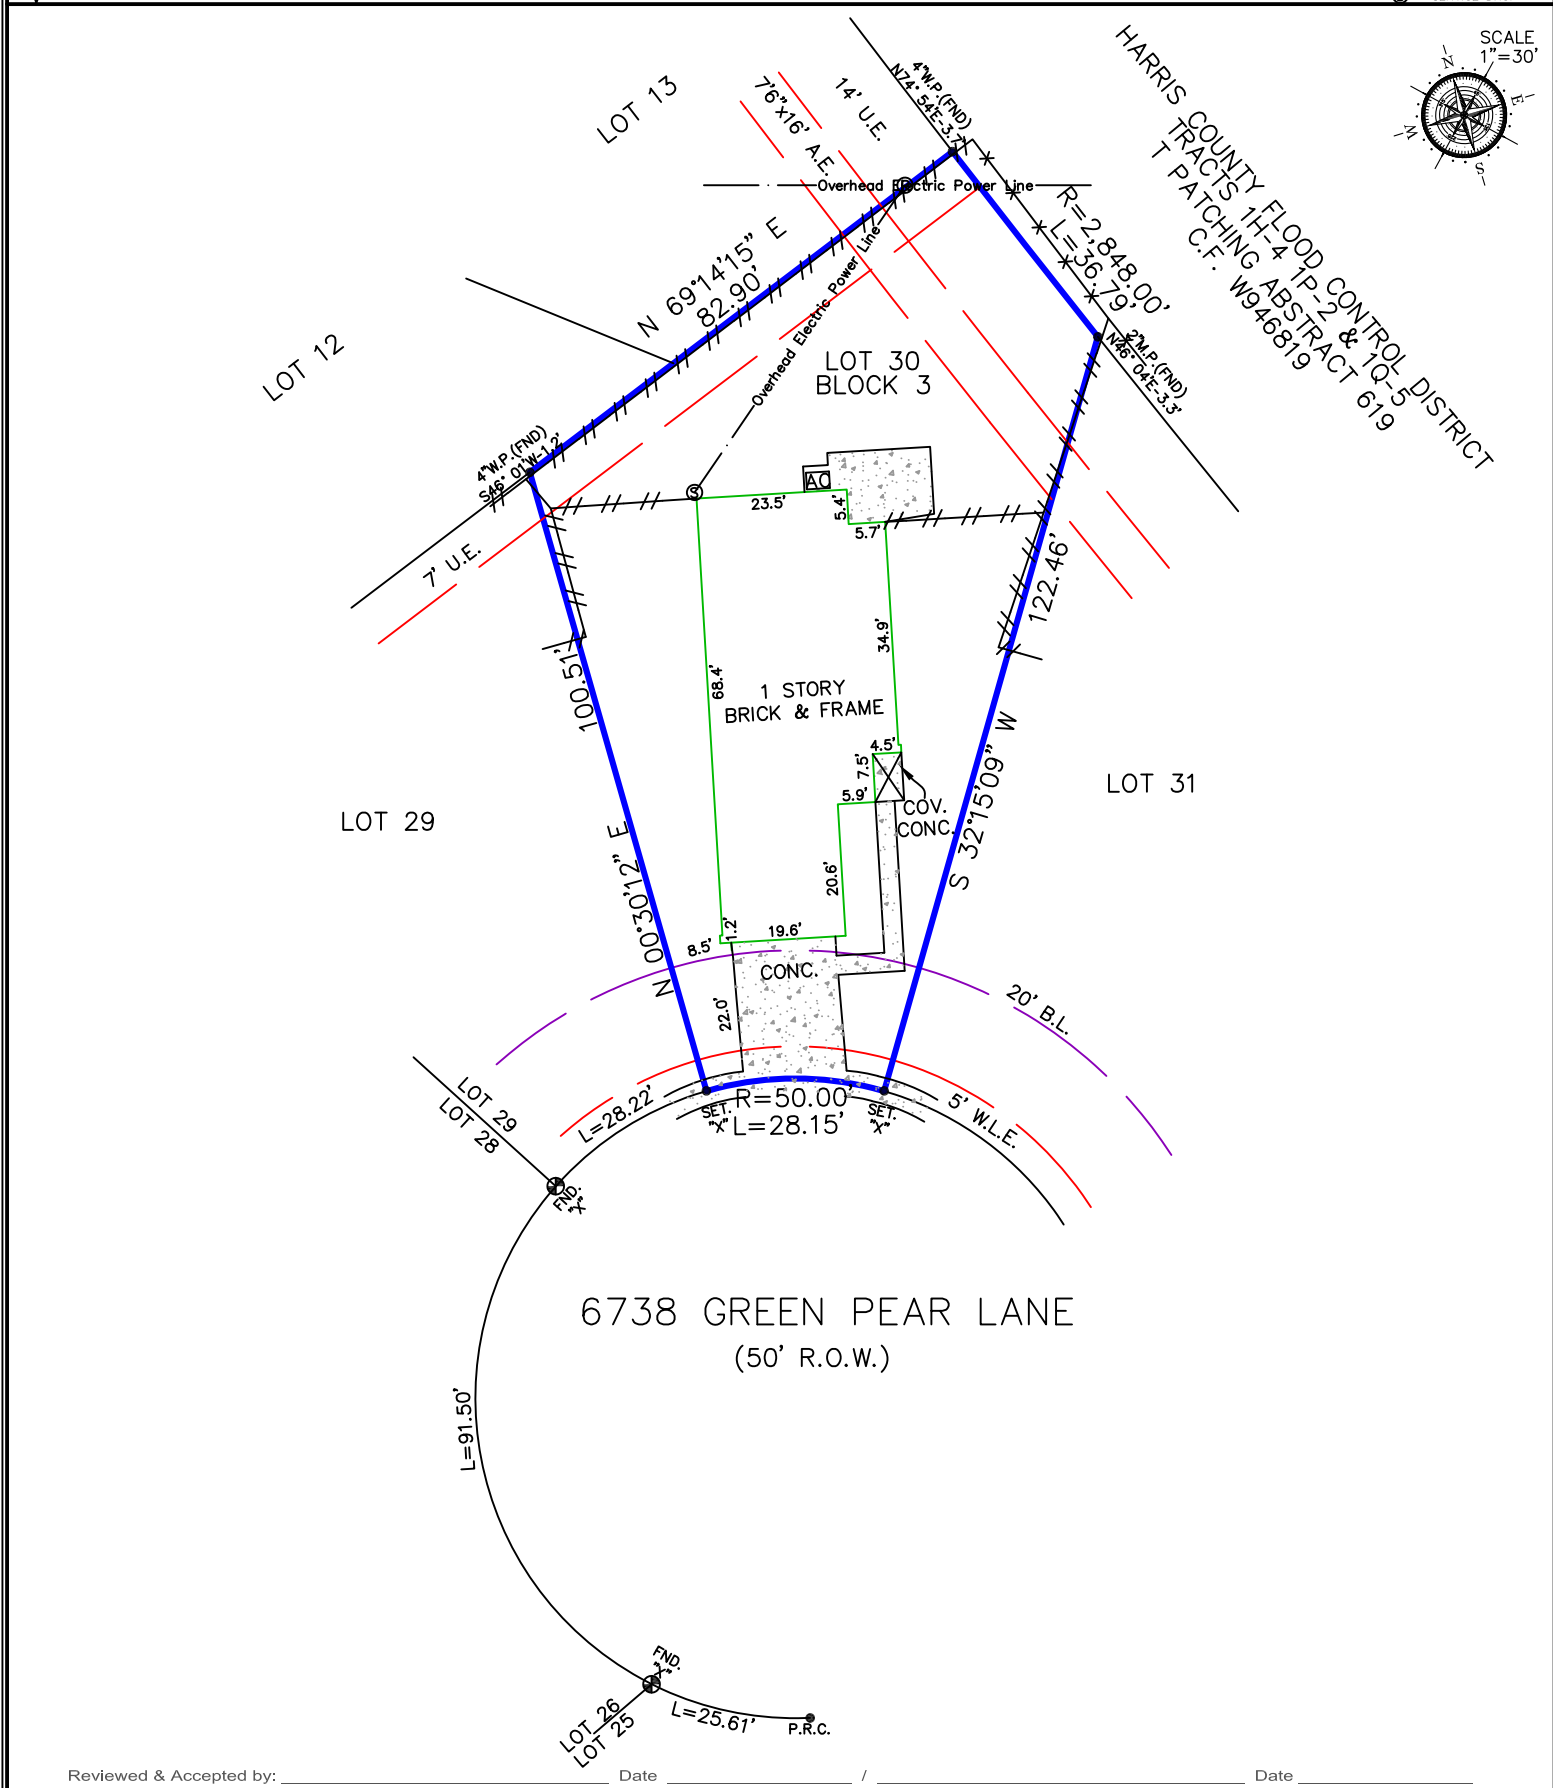 SCALE
1"=30'
N
E
W
S
LOT 13
7'6"x16' A.E.
14' U.E.
4"W.P.(FND)
N74° 54'E-3.7'
HARRIS COUNTY FLOOD CONTROL DISTRICT
TRACTS 1H-4 1P-2 & 1Q-5
T PATCHING ABSTRACT 619
C.F. W946819
Overhead Electric Power Line
R=2,848.00'
L=36.79'
N 69°14'15" E
82.90'
Overhead Electric Power Line
LOT 12
2"M.P.(FND)
N46° 04'E-3.3'
LOT 30
BLOCK 3
4"W.P.(FND)
S46° 01'W-1.2'
S
AC
23.5'
5.4'
5.7'
7' U.E.
122.46'
34.9'
100.51'
68.4'
1 STORY
BRICK & FRAME
4.5'
7.5'
5.9'
COV.
CONC.
S 32°15'09" W
LOT 31
LOT 29
N 00°30'12" E
20.6'
1.2'
19.6'
8.5'
CONC.
22.0'
20' B.L.
LOT 29
LOT 28
L=28.22'
SET.
"X"
R=50.00'
L=28.15'
SET.
"X"
5' W.L.E.
FND.
"X"
6738 GREEN PEAR LANE
(50' R.O.W.)
L=91.50'
FND.
"X"
LOT 26
LOT 25
L=25.61'
P.R.C.
Reviewed & Accepted by: Date / Date